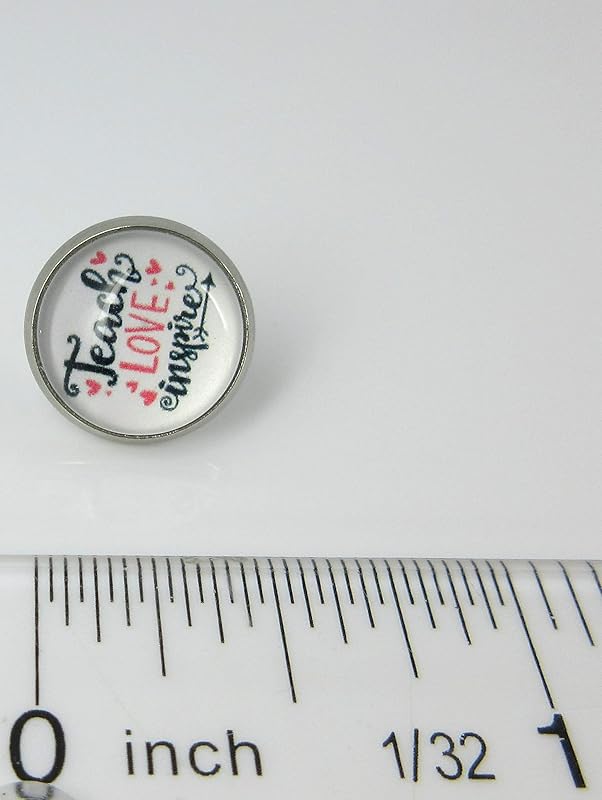 Teach
LOVE
inspire
0 inch 1/32 1